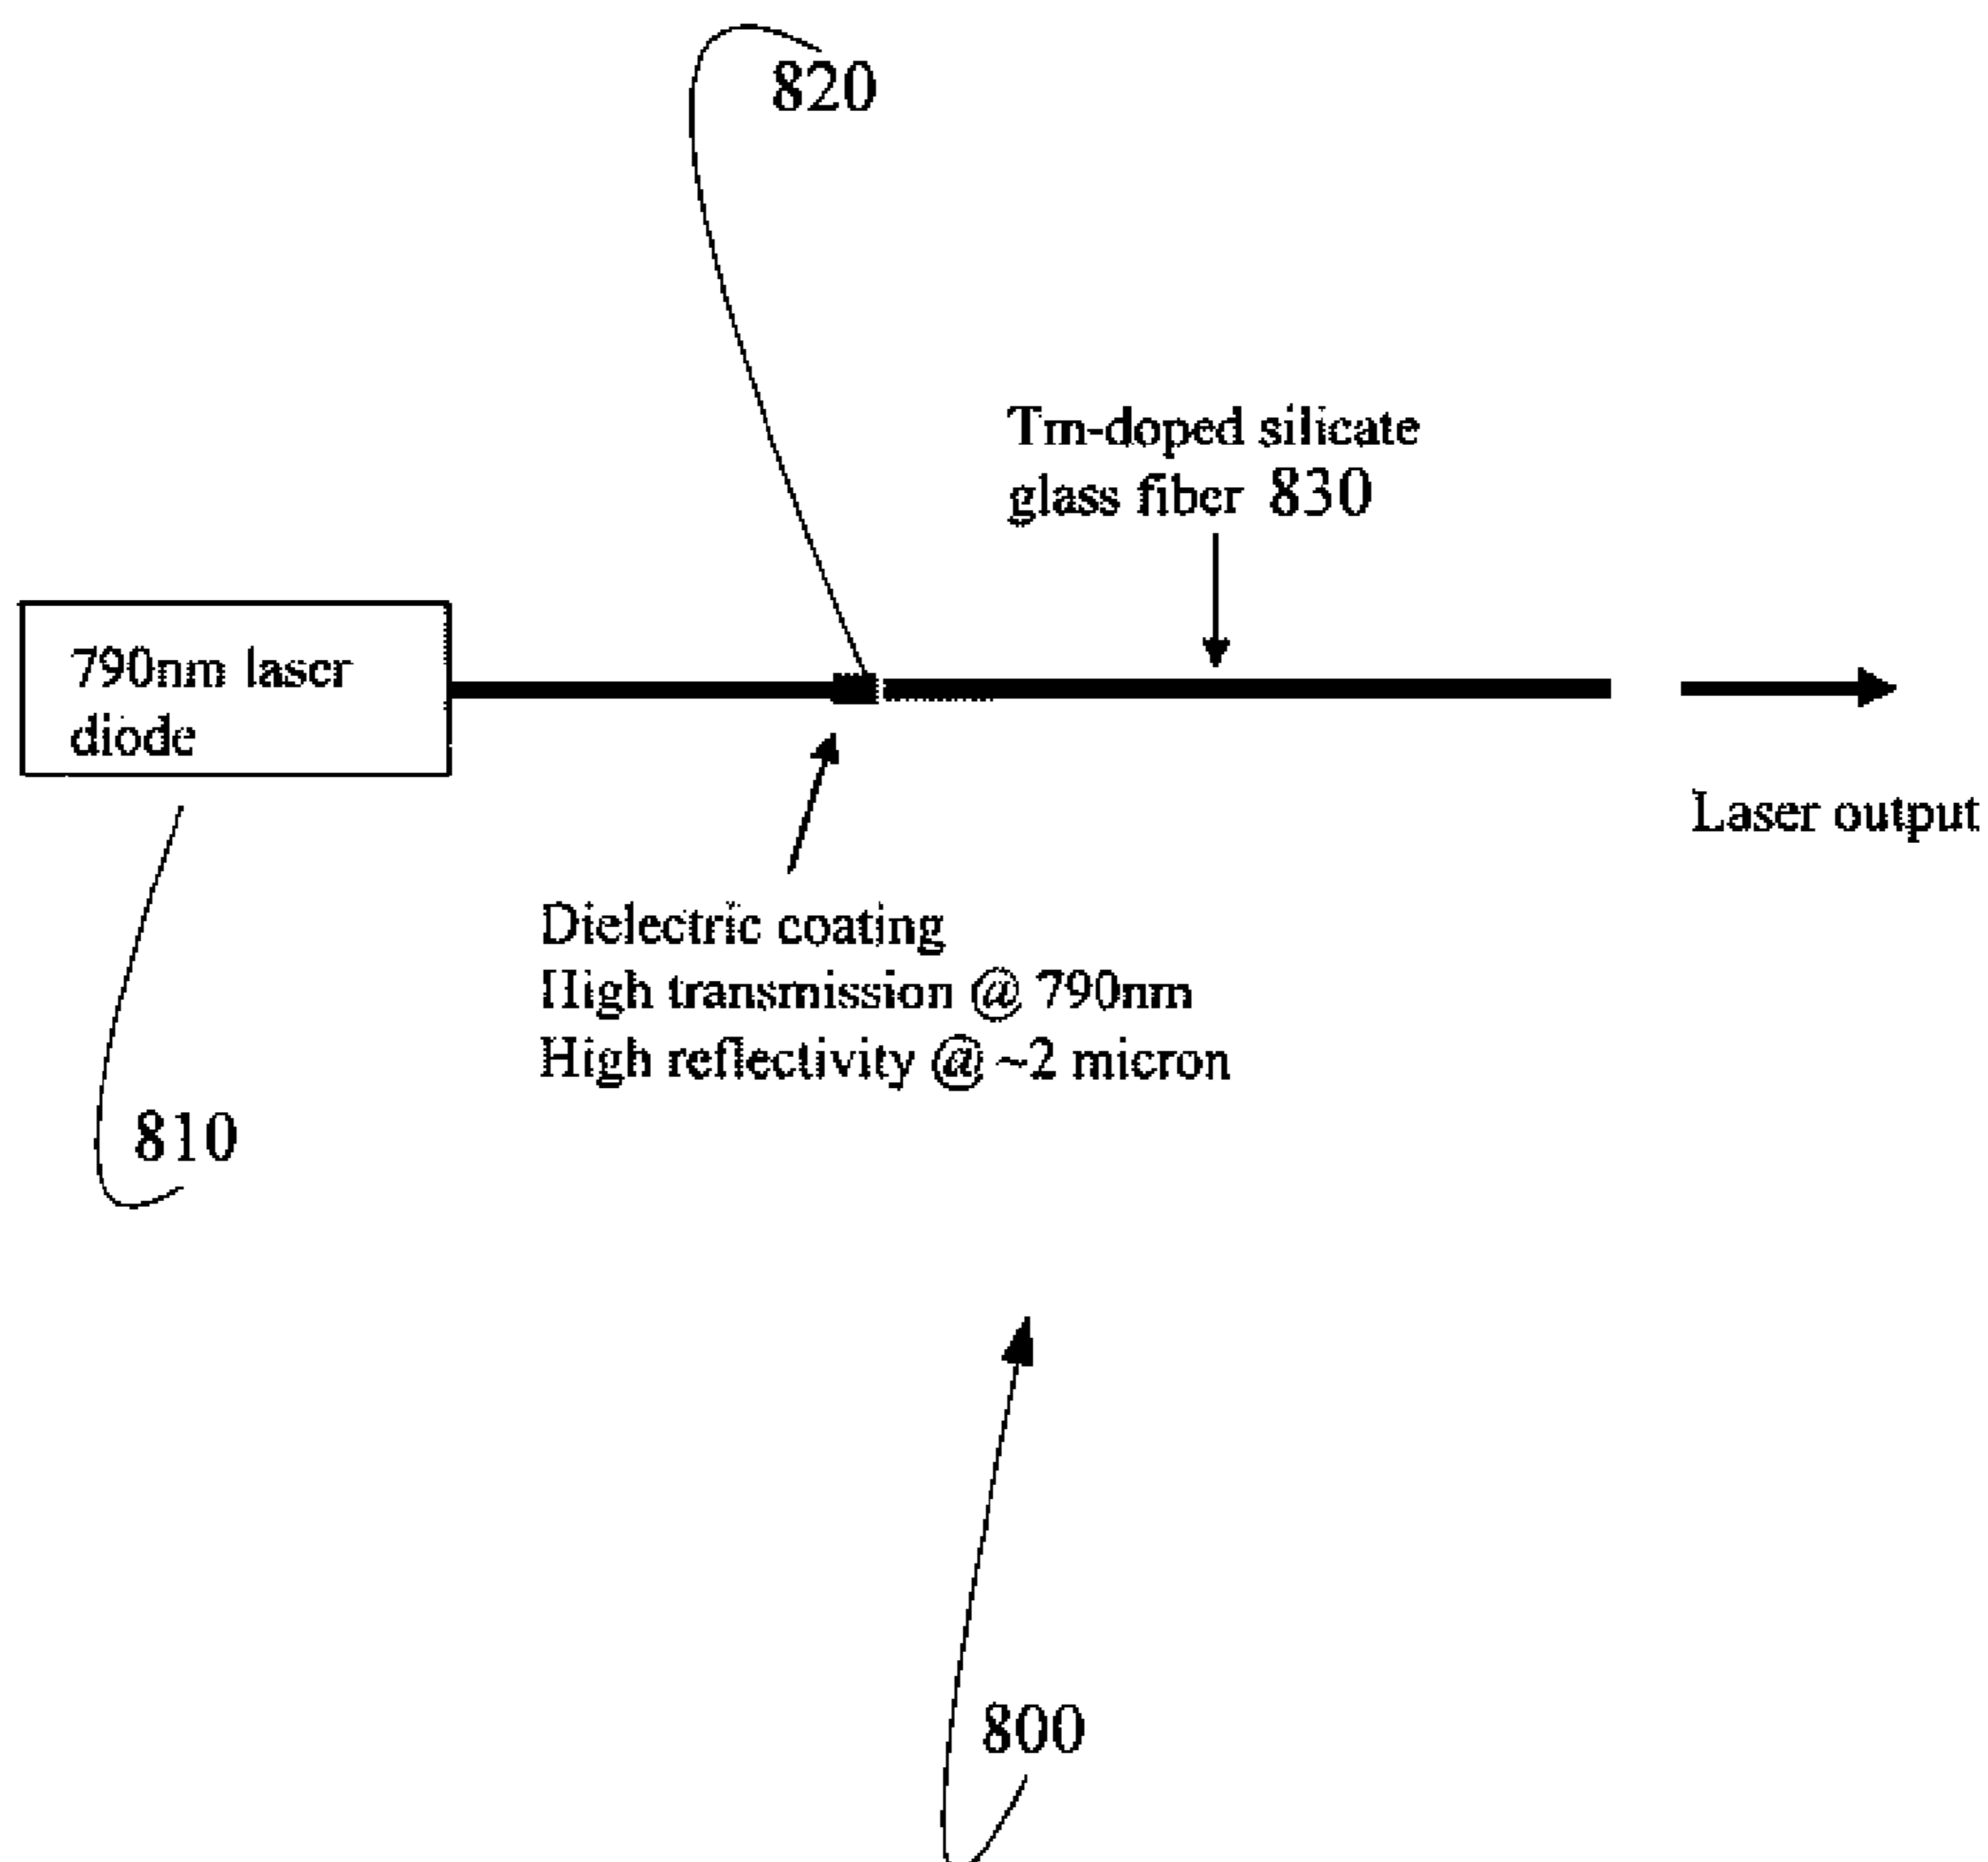 820
Tm-doped silicate
glass fiber 830
790nm laser
diode
Laser output
Dielectric coating
High transmission @ 790nm
High reflectivity @ ~2 micron
810
800